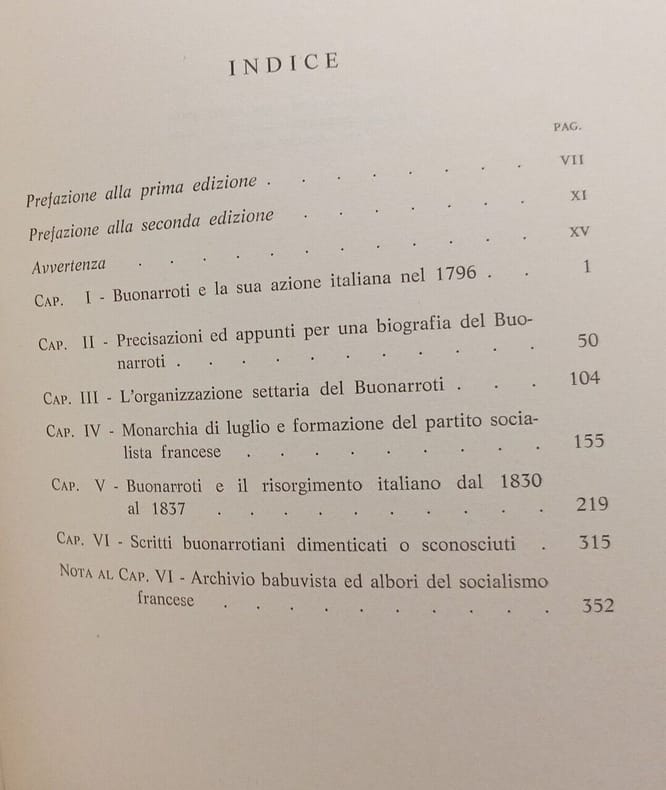 INDICE
PAG.
Prefazione alla prima edizione . . . . . . . . VII
Prefazione alla seconda edizione . . . . . . . XI
Avvertenza . . . . . . . . . . . . XV
CAP. I - Buonarroti e la sua azione italiana nel 1796 . . 1
CAP. II - Precisazioni ed appunti per una biografia del Buo-
narroti . . . . . . . . . . . . 50
CAP. III - L'organizzazione settaria del Buonarroti . . . 104
CAP. IV - Monarchia di luglio e formazione del partito socia-
lista francese . . . . . . . . . 155
CAP. V - Buonarroti e il risorgimento italiano dal 1830
al 1837 . . . . . . . . . . 219
CAP. VI - Scritti buonarrotiani dimenticati o sconosciuti . 315
NOTA AL CAP. VI - Archivio babuvista ed albori del socialismo
francese . . . . . . . . . . 352